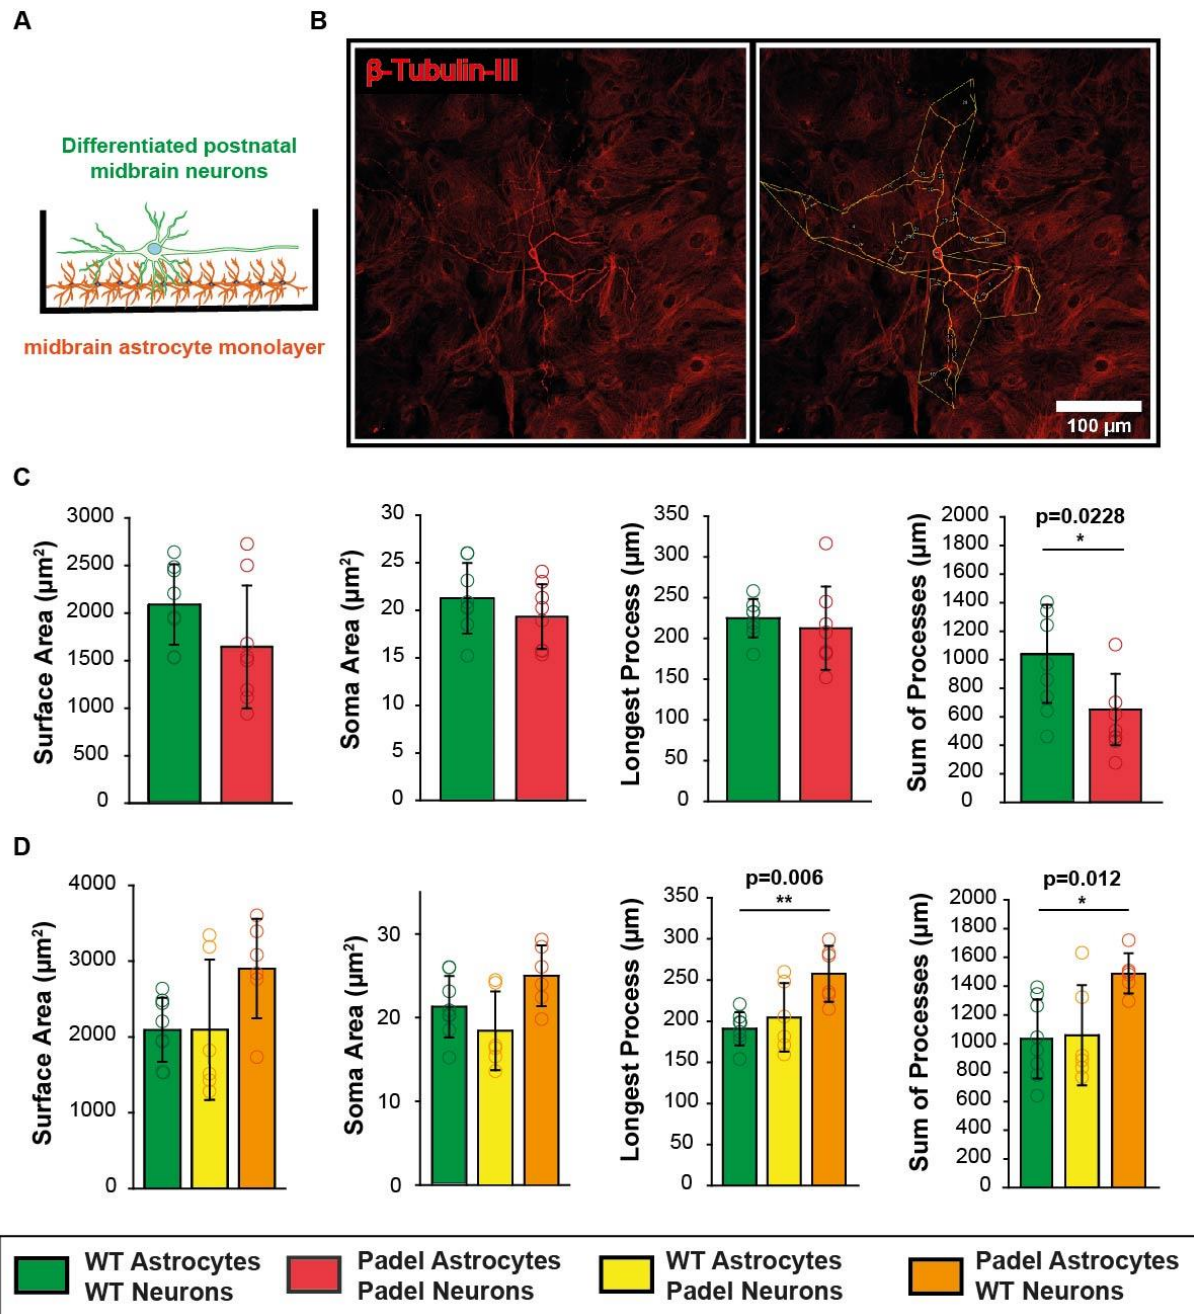 A
B
Differentiated postnatal
midbrain neurons
midbrain astrocyte monolayer
β-Tubulin-III
100 µm
C
Surface Area (µm²)
3000
2500
2000
1500
1000
500
0
Soma Area (µm²)
30
25
20
15
10
5
0
Longest Process (µm)
350
300
250
200
150
100
50
0
Sum of Processes (µm)
2000
1800
1600
1400
1200
1000
800
600
400
200
0
p=0.0228
*
D
Surface Area (µm²)
4000
3000
2000
1000
0
Soma Area (µm²)
30
20
10
0
Longest Process (µm)
350
300
250
200
150
100
50
0
p=0.006
**
Sum of Processes (µm)
2000
1800
1600
1400
1200
1000
800
600
400
200
0
p=0.012
*
WT Astrocytes
WT Neurons
Padel Astrocytes
Padel Neurons
WT Astrocytes
Padel Neurons
Padel Astrocytes
WT Neurons